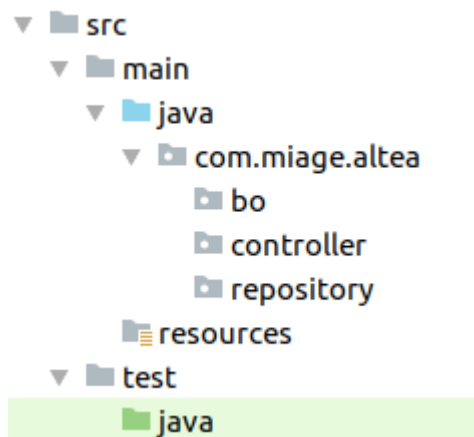 src
main
java
com.miage.altea
bo
controller
repository
resources
test
java